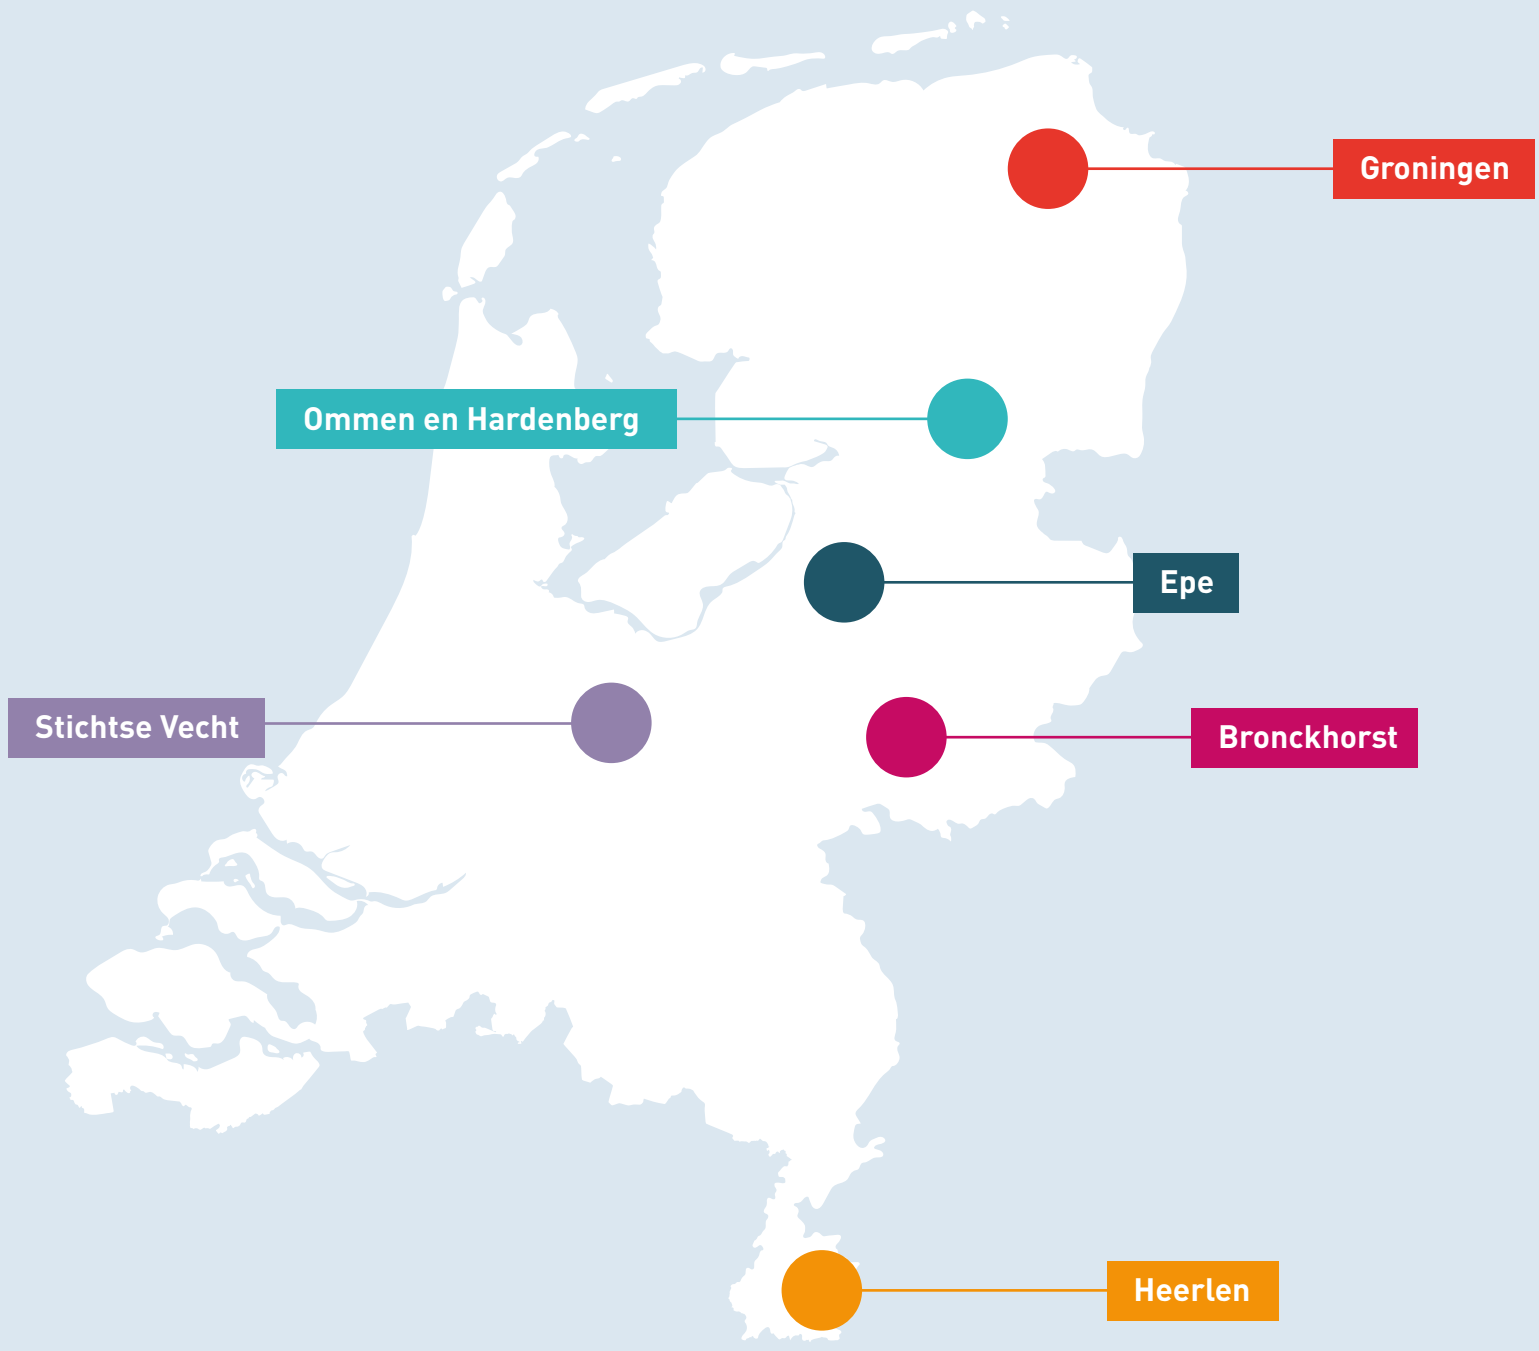 Groningen
Ommen en Hardenberg
Epe
Stichtse Vecht
Bronckhorst
Heerlen